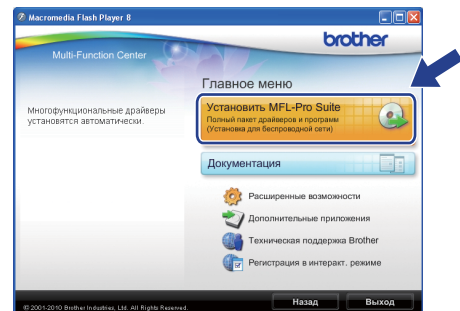 Macromedia Flash Player 8
brother
Multi-Function Center
Главное меню
Многофункциональные драйверы
установятся автоматически.
Установить MFL-Pro Suite
Полный пакет драйверов и программ
(Установка для беспроводной сети)
Документация
Расширенные возможности
Дополнительные приложения
Техническая поддержка Brother
Регистрация в интеракт. режиме
© 2001-2010 Brother Industries, Ltd. All Rights Reserved.
Назад
Выход